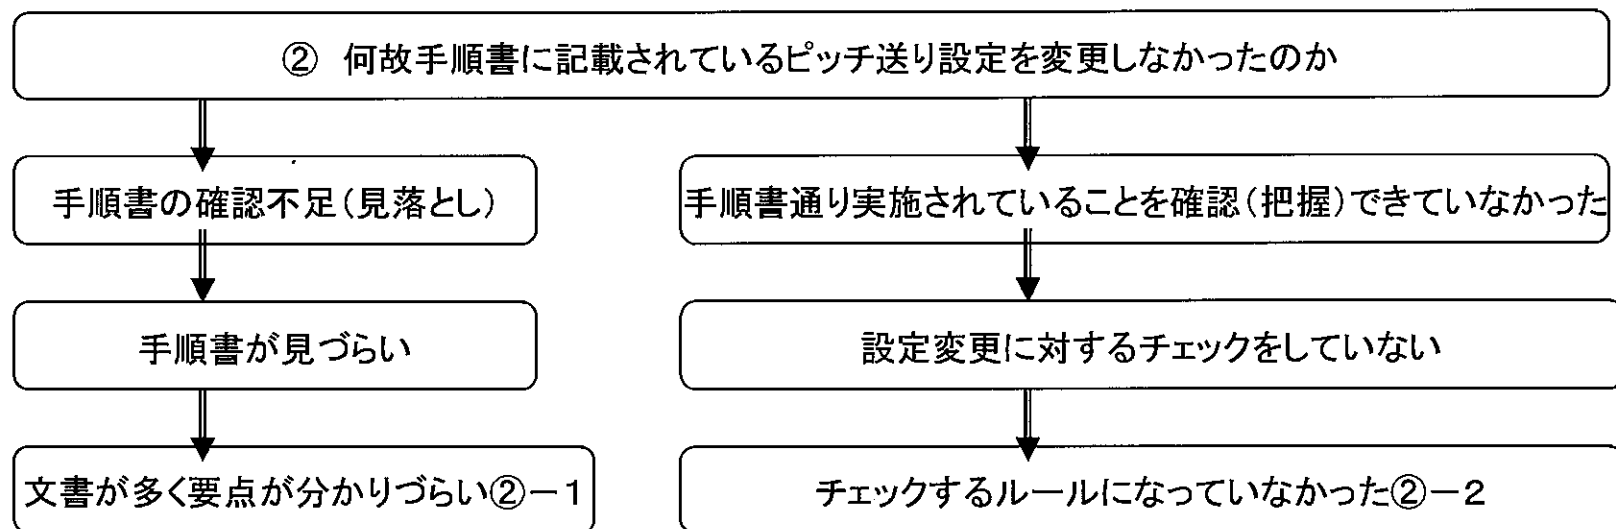 ② 何故手順書に記載されているピッチ送り設定を変更しなかったのか
手順書の確認不足(見落とし)
手順書通り実施されていることを確認(把握)できていなかった
手順書が見づらい
設定変更に対するチェックをしていない
文書が多く要点が分かりづらい②－１
チェックするルールになっていなかった②－２